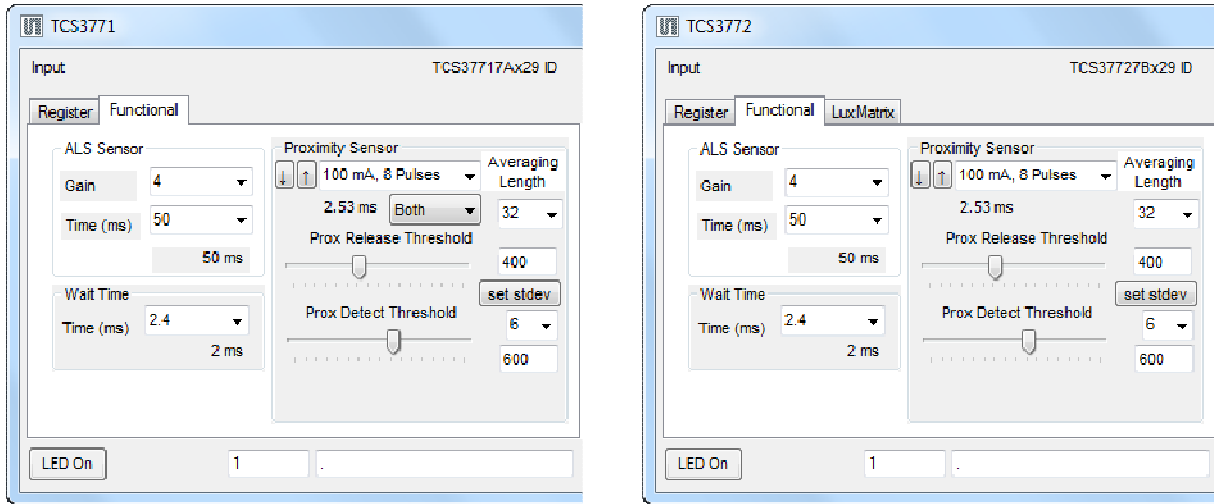 TCS3771
Input
TCS37717Ax29 ID
Register Functional
ALS Sensor
Gain 4
Time (ms) 50
50 ms
Wait Time
Time (ms) 2.4
2 ms
Proximity Sensor
↓ ↑ 100 mA, 8 Pulses
Averaging
Length
2.53 ms Both 32
Prox Release Threshold
400
set stdev
Prox Detect Threshold
6
600
LED On 1 .
TCS3772
Input
TCS37727Bx29 ID
Register Functional LuxMatrix
ALS Sensor
Gain 4
Time (ms) 50
50 ms
Wait Time
Time (ms) 2.4
2 ms
Proximity Sensor
↓ ↑ 100 mA, 8 Pulses
Averaging
Length
2.53 ms 32
Prox Release Threshold
400
set stdev
Prox Detect Threshold
6
600
LED On 1 .